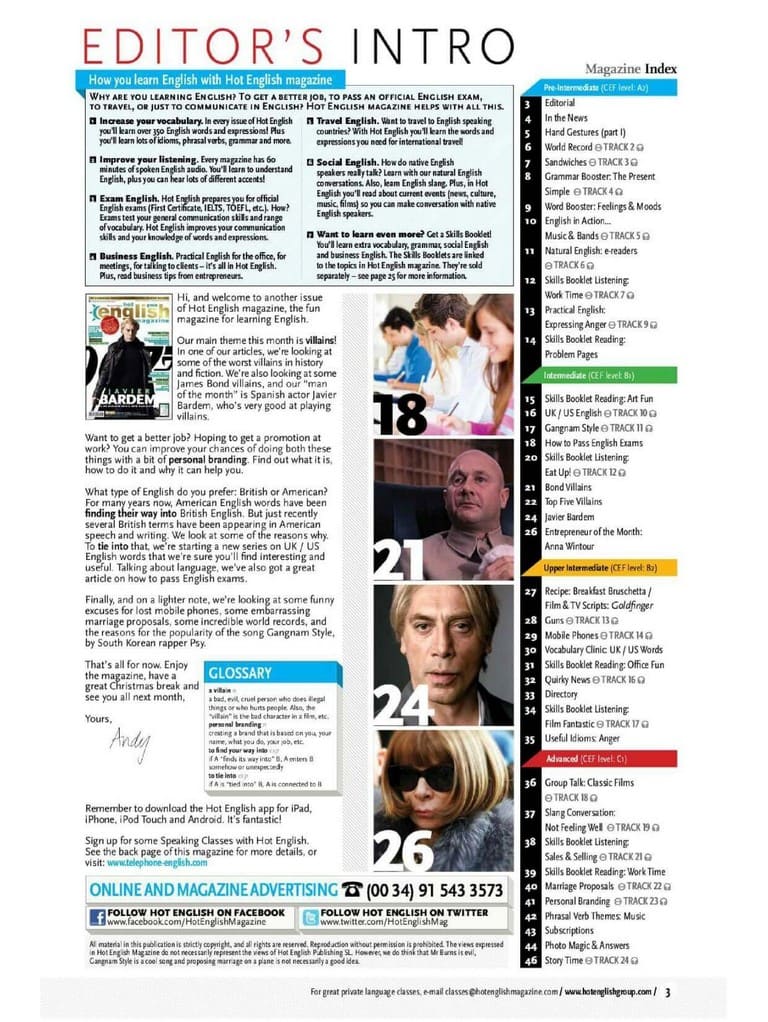 EDITOR'S INTRO
How you learn English with Hot English magazine
WHY ARE YOU LEARNING ENGLISH? TO GET A BETTER JOB, TO PASS AN OFFICIAL ENGLISH EXAM,
TO TRAVEL, OR JUST TO COMMUNICATE IN ENGLISH? HOT ENGLISH MAGAZINE HELPS WITH ALL THIS.
Increase your vocabulary. In every issue of Hot English
you'll learn over 350 English words and expressions! Plus
you'll learn lots of idioms, phrasal verbs, grammar and more.
Improve your listening. Every magazine has 60
minutes of spoken English audio. You'll learn to understand
English, plus you can hear lots of different accents!
Exam English. Hot English prepares you for official
English exams (First Certificate, IELTS, TOEFL, etc.). How?
Exams test your general communication skills and range
of vocabulary. Hot English improves your communication
skills and your knowledge of words and expressions.
Business English. Practical English for the office, for
meetings, for talking to clients – it's all in Hot English.
Plus, read business tips from entrepreneurs.
Travel English. Want to travel to English speaking
countries? With Hot English you'll learn the words and
expressions you need for international travel!
Social English. How do native English
speakers really talk? Learn with our natural English
conversations. Also, learn English slang. Plus, in Hot
English you'll read about current events (news, culture,
music, films) so you can make conversation with native
English speakers.
Want to learn even more? Get a Skills Booklet!
You'll learn extra vocabulary, grammar, social English
and business English. The Skills Booklets are linked
to the topics in Hot English magazine. They're sold
separately – see page 25 for more information.
hot
english
magazine
007
JAVIER
BARDEM
Hi, and welcome to another issue
of Hot English magazine, the fun
magazine for learning English.
Our main theme this month is villains!
In one of our articles, we're looking at
some of the worst villains in history
and fiction. We're also looking at some
James Bond villains, and our "man
of the month" is Spanish actor Javier
Bardem, who's very good at playing
villains.
Want to get a better job? Hoping to get a promotion at
work? You can improve your chances of doing both these
things with a bit of personal branding. Find out what it is,
how to do it and why it can help you.
What type of English do you prefer: British or American?
For many years now, American English words have been
finding their way into British English. But just recently
several British terms have been appearing in American
speech and writing. We look at some of the reasons why.
To tie into that, we're starting a new series on UK / US
English words that we're sure you'll find interesting and
useful. Talking about language, we've also got a great
article on how to pass English exams.
Finally, and on a lighter note, we're looking at some funny
excuses for lost mobile phones, some embarrassing
marriage proposals, some incredible world records, and
the reasons for the popularity of the song Gangnam Style,
by South Korean rapper Psy.
That's all for now. Enjoy
the magazine, have a
great Christmas break and
see you all next month,
Yours,
Andy
GLOSSARY
a villain n
a bad, evil, cruel person who does illegal
things or who hurts people. Also, the
"villain" is the bad character in a film, etc.
personal branding n
creating a brand that is based on you, your
name, what you do, your job, etc.
to find your way into exp
if A "finds its way into" B, A enters B
somehow or unexpectedly
to tie into exp
if A is "tied into" B, A is connected to B
Remember to download the Hot English app for iPad,
iPhone, iPod Touch and Android. It's fantastic!
Sign up for some Speaking Classes with Hot English.
See the back page of this magazine for more details, or
visit: www.telephone-english.com
18
21
24
26
ONLINE AND MAGAZINE ADVERTISING ☎ (00 34) 91 543 3573
FOLLOW HOT ENGLISH ON FACEBOOK
www.facebook.com/HotEnglishMagazine
FOLLOW HOT ENGLISH ON TWITTER
www.twitter.com/HotEnglishMag
All material in this publication is strictly copyright, and all rights are reserved. Reproduction without permission is prohibited. The views expressed
in Hot English Magazine do not necessarily represent the views of Hot English Publishing SL. However, we do think that Mr Burns is evil,
Gangnam Style is a cool song and proposing marriage on a plane is not necessarily a good idea.
Magazine Index
Pre-Intermediate (CEF level: A2)
3 Editorial
4 In the News
5 Hand Gestures (part I)
6 World Record TRACK 2
7 Sandwiches TRACK 3
8 Grammar Booster: The Present
Simple TRACK 4
9 Word Booster: Feelings & Moods
10 English in Action...
Music & Bands TRACK 5
11 Natural English: e-readers
TRACK 6
12 Skills Booklet Listening:
Work Time TRACK 7
13 Practical English:
Expressing Anger TRACK 9
14 Skills Booklet Reading:
Problem Pages
Intermediate (CEF level: B1)
15 Skills Booklet Reading: Art Fun
16 UK / US English TRACK 10
17 Gangnam Style TRACK 11
18 How to Pass English Exams
20 Skills Booklet Listening:
Eat Up! TRACK 12
21 Bond Villains
22 Top Five Villains
24 Javier Bardem
26 Entrepreneur of the Month:
Anna Wintour
Upper Intermediate (CEF level: B2)
27 Recipe: Breakfast Bruschetta /
Film & TV Scripts: Goldfinger
28 Guns TRACK 13
29 Mobile Phones TRACK 14
30 Vocabulary Clinic: UK / US Words
31 Skills Booklet Reading: Office Fun
32 Quirky News TRACK 16
33 Directory
34 Skills Booklet Listening:
Film Fantastic TRACK 17
35 Useful Idioms: Anger
Advanced (CEF level: C1)
36 Group Talk: Classic Films
TRACK 18
37 Slang Conversation:
Not Feeling Well TRACK 19
38 Skills Booklet Listening:
Sales & Selling TRACK 21
39 Skills Booklet Reading: Work Time
40 Marriage Proposals TRACK 22
41 Personal Branding TRACK 23
42 Phrasal Verb Themes: Music
43 Subscriptions
44 Photo Magic & Answers
46 Story Time TRACK 24
For great private language classes, e-mail classes@hotenglishmagazine.com / www.hotenglishgroup.com / 3